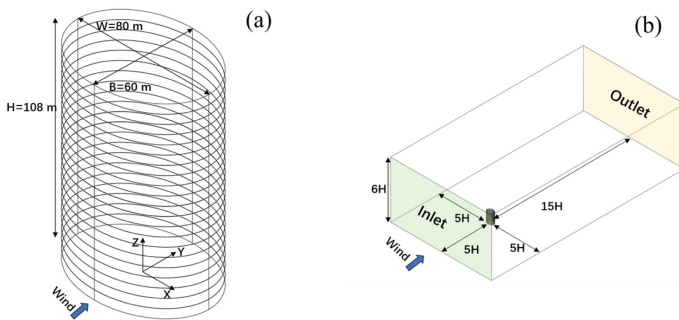 (a)
W=80 m
B=60 m
H=108 m
Z
Y
X
Wind
(b)
Outlet
6H
Inlet
5H
15H
5H
5H
Wind